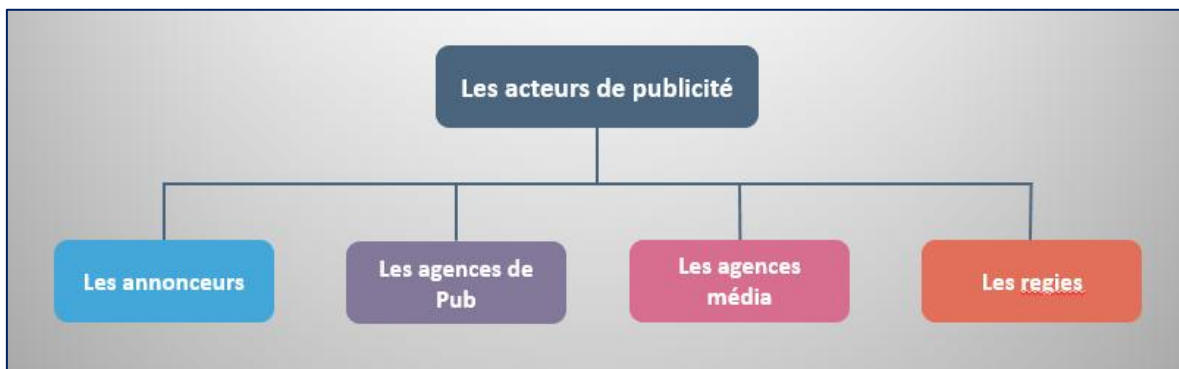 Les acteurs de publicité
Les annonceurs
Les agences de
Pub
Les agences
média
Les regies